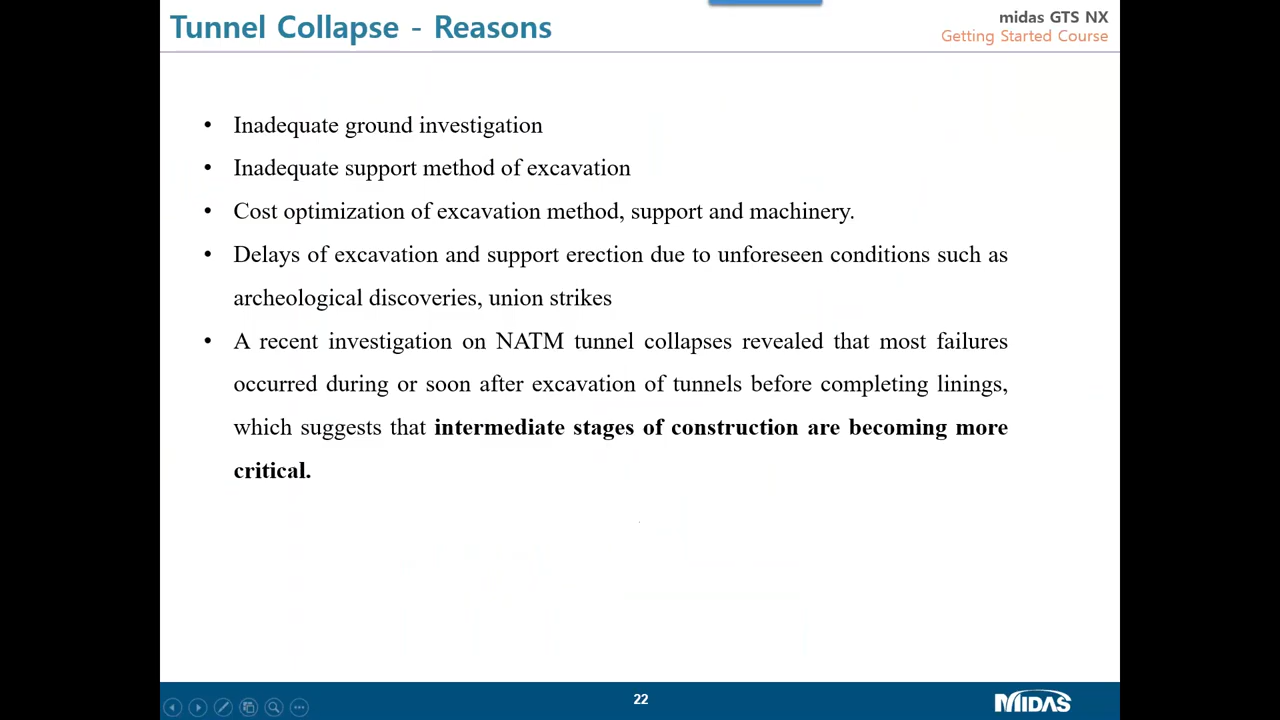 Tunnel Collapse - Reasons
midas GTS NX
Getting Started Course
• Inadequate ground investigation
• Inadequate support method of excavation
• Cost optimization of excavation method, support and machinery.
• Delays of excavation and support erection due to unforeseen conditions such as
archeological discoveries, union strikes
• A recent investigation on NATM tunnel collapses revealed that most failures
occurred during or soon after excavation of tunnels before completing linings,
which suggests that intermediate stages of construction are becoming more
critical.
22
MIDAS